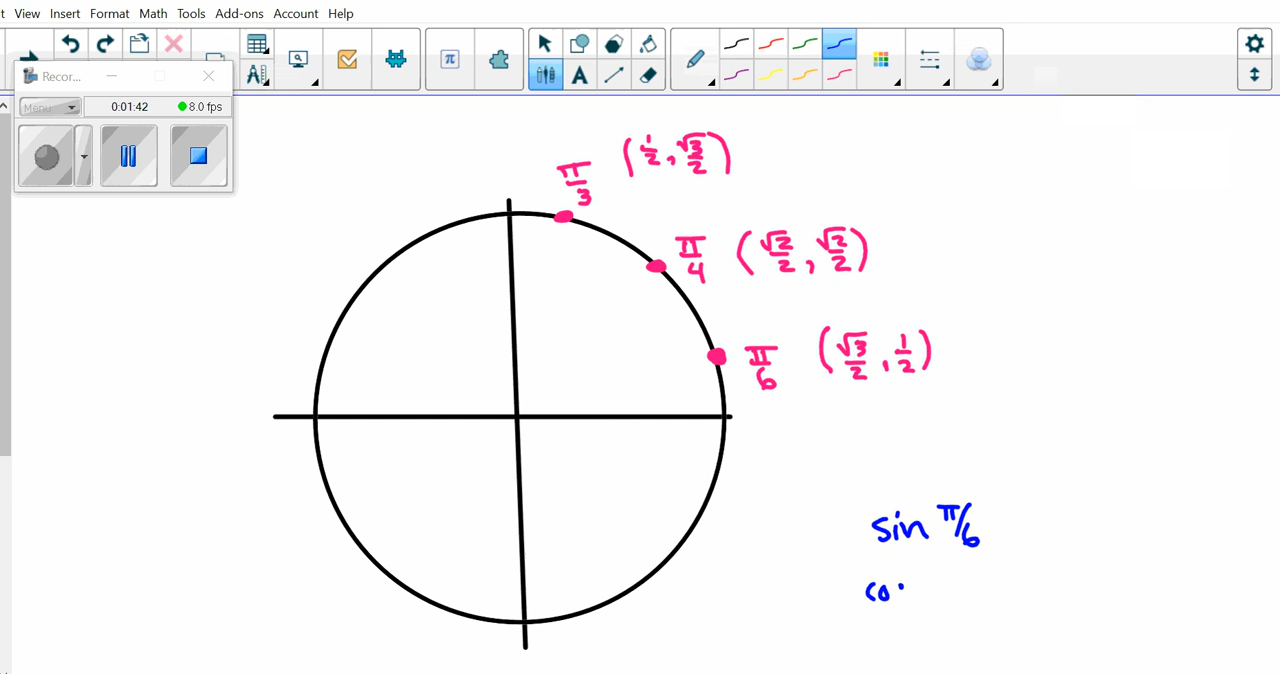 View Insert Format Math Tools Add-ons Account Help
π
A
Recor...
Menu 0:01:42 8.0 fps
π/3 (1/2, √3/2)
π/4 (√2/2, √2/2)
π/6 (√3/2, 1/2)
sin π/6
co